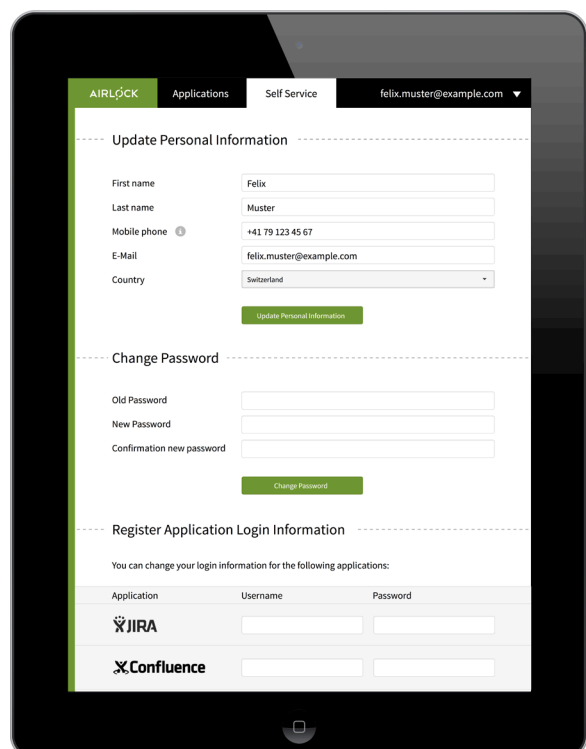 AIRLOCK Applications Self Service felix.muster@example.com
Update Personal Information
First name Felix
Last name Muster
Mobile phone i +41 79 123 45 67
E-Mail felix.muster@example.com
Country Switzerland
Update Personal Information
Change Password
Old Password
New Password
Confirmation new password
Change Password
Register Application Login Information
You can change your login information for the following applications:
Application Username Password
JIRA
Confluence